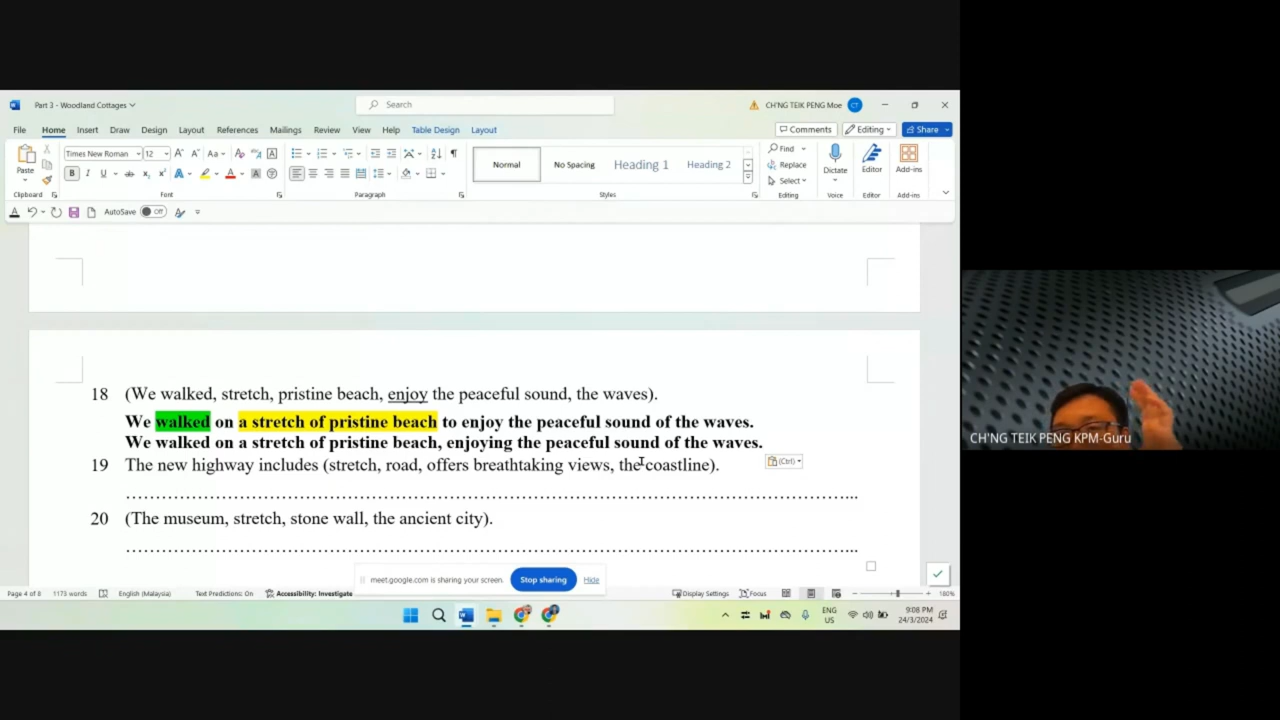 Part 3 - Woodland Cottages
Search
CH'NG TEIK PENG Moe
CT
File Home Insert Draw Design Layout References Mailings Review View Help Table Design Layout
Comments Editing Share
Times New Roman 12
Paste
Normal
No Spacing
Heading 1
Heading 2
Find
Replace
Select
Dictate
Editor
Add-ins
Clipboard Font Paragraph Styles Editing Voice Editor Add-ins
AutoSave Off
18 (We walked, stretch, pristine beach, enjoy the peaceful sound, the waves).
We walked on a stretch of pristine beach to enjoy the peaceful sound of the waves.
We walked on a stretch of pristine beach, enjoying the peaceful sound of the waves.
19 The new highway includes (stretch, road, offers breathtaking views, the coastline).
(Ctrl)
20 (The museum, stretch, stone wall, the ancient city).
meet.google.com is sharing your screen.
Stop sharing
Hide
Page 4 of 8 1173 words English (Malaysia) Text Predictions: On Accessibility: Investigate Display Settings Focus 180%
ENG
US
9:08 PM
24/3/2024
CH'NG TEIK PENG KPM-Guru